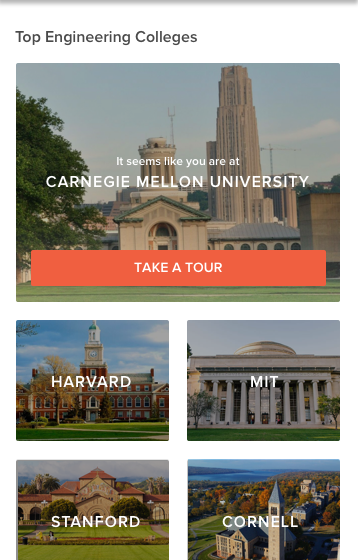 Top Engineering Colleges
It seems like you are at
CARNEGIE MELLON UNIVERSITY
TAKE A TOUR
HARVARD
MIT
STANFORD
CORNELL